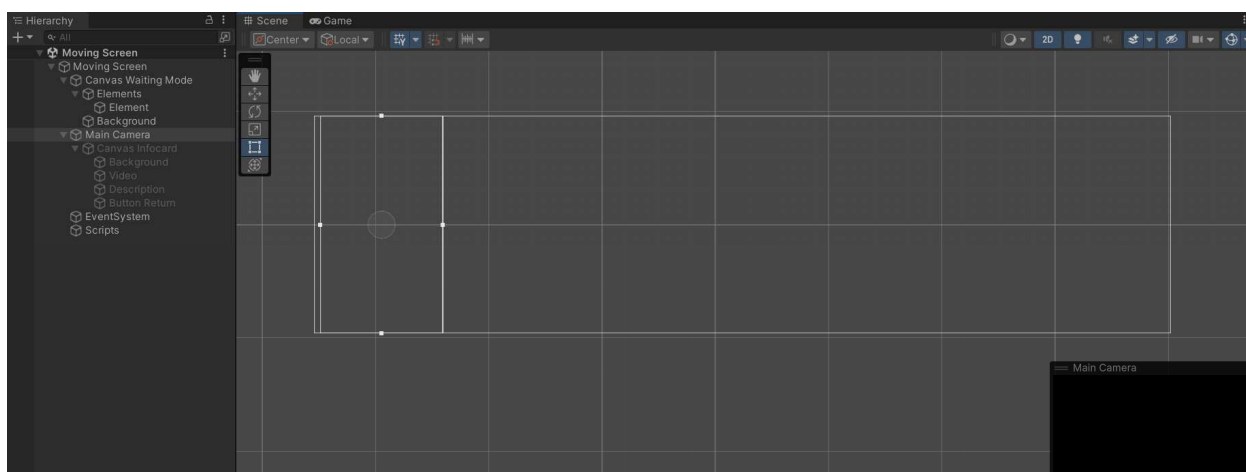 Hierarchy
Scene
Game
All
Center
Local
2D
Moving Screen
Moving Screen
Canvas Waiting Mode
Elements
Element
Background
Main Camera
Canvas Infocard
Background
Video
Description
Button Return
EventSystem
Scripts
Main Camera